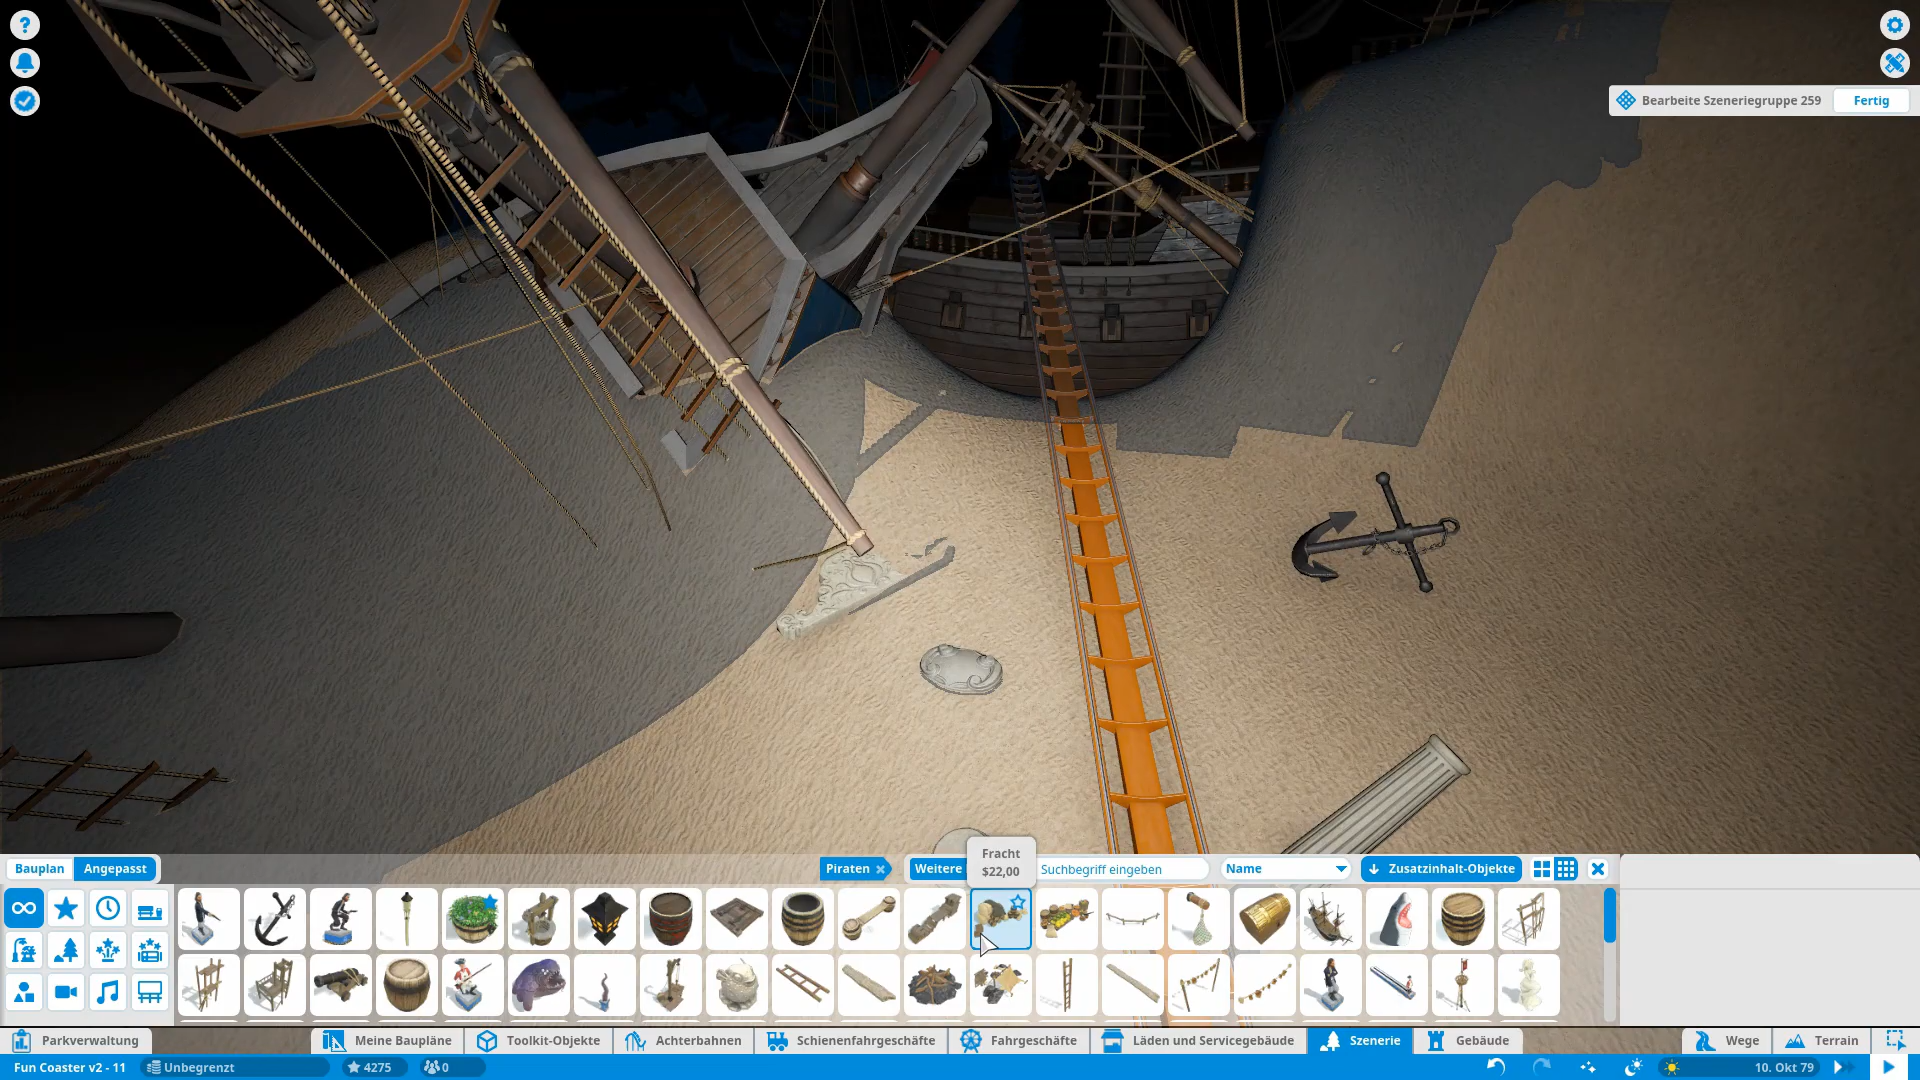 Bearbeite Szeneriegruppe 259
Fertig
Fracht
$22,00
Bauplan
Angepasst
Piraten
Weitere
Suchbegriff eingeben
Name
Zusatzinhalt-Objekte
Parkverwaltung
Meine Baupläne
Toolkit-Objekte
Achterbahnen
Schienenfahrgeschäfte
Fahrgeschäfte
Läden und Servicegebäude
Szenerie
Gebäude
Wege
Terrain
Fun Coaster v2 - 11
Unbegrenzt
4275
0
10. Okt 79